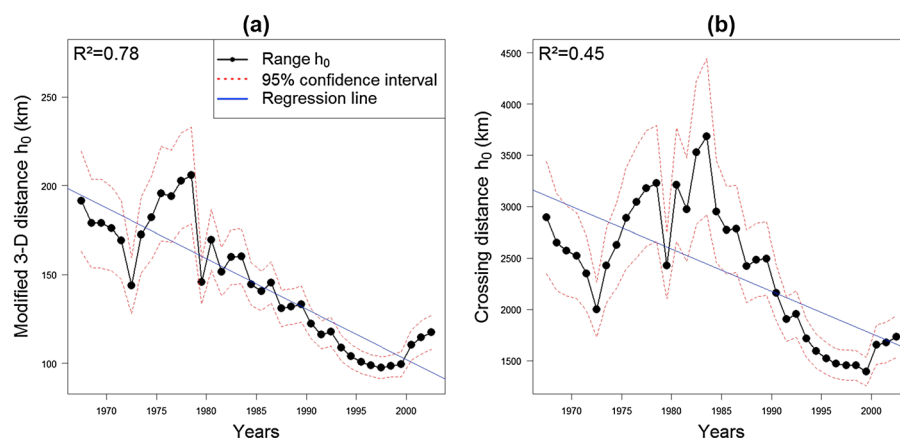 (a)
R²=0.78
Range h₀
95% confidence interval
Regression line
Modified 3-D distance h₀ (km)
250
200
150
100
1970 1975 1980 1985 1990 1995 2000
Years
(b)
R²=0.45
Crossing distance h₀ (km)
4500
4000
3500
3000
2500
2000
1500
1970 1975 1980 1985 1990 1995 2000
Years